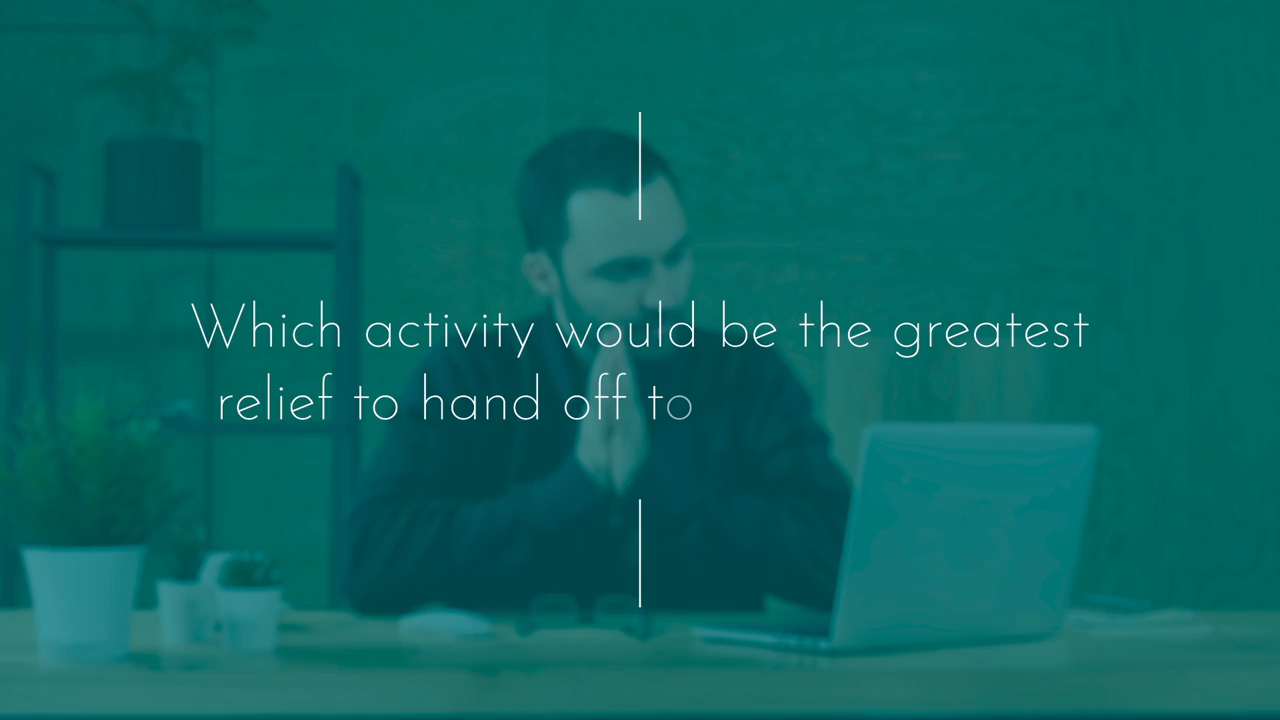 Which activity would be the greatest
relief to hand off to